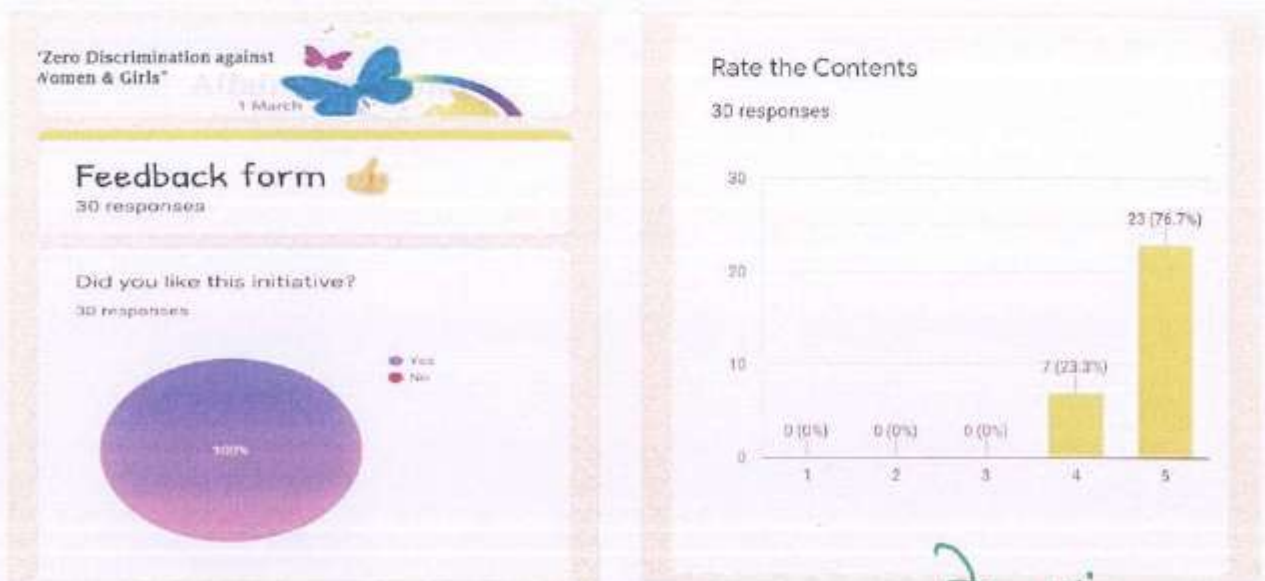 "Zero Discrimination against
Women & Girls"
1 March
Feedback form
30 responses
Did you like this initiative?
30 responses
Yes
No
100%
Rate the Contents
30 responses
30
20
10
0
0 (0%)
0 (0%)
0 (0%)
7 (23.3%)
23 (76.7%)
1
2
3
4
5